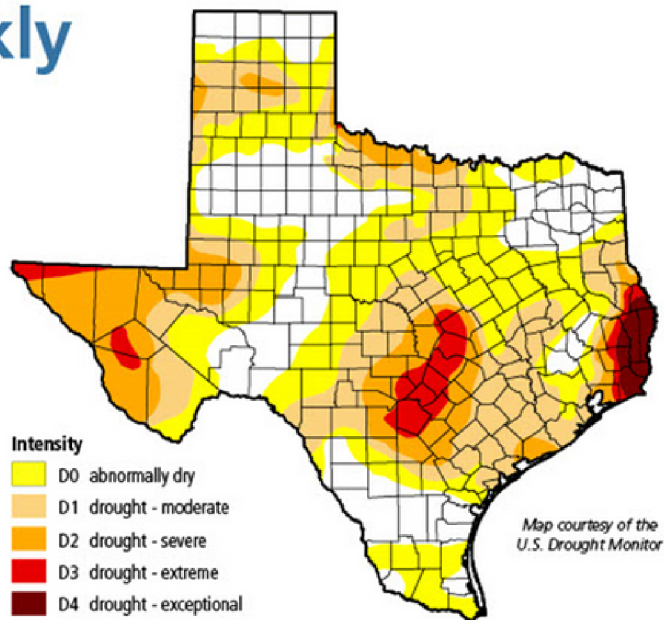 kly
Intensity
D0 abnormally dry
D1 drought - moderate
D2 drought - severe
D3 drought - extreme
D4 drought - exceptional
Map courtesy of the
U.S. Drought Monitor